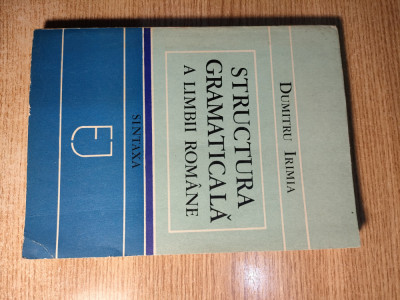 DUMITRU IRIMIA
STRUCTURA
GRAMATICALĂ
A LIMBII ROMÂNE
SINTAXA